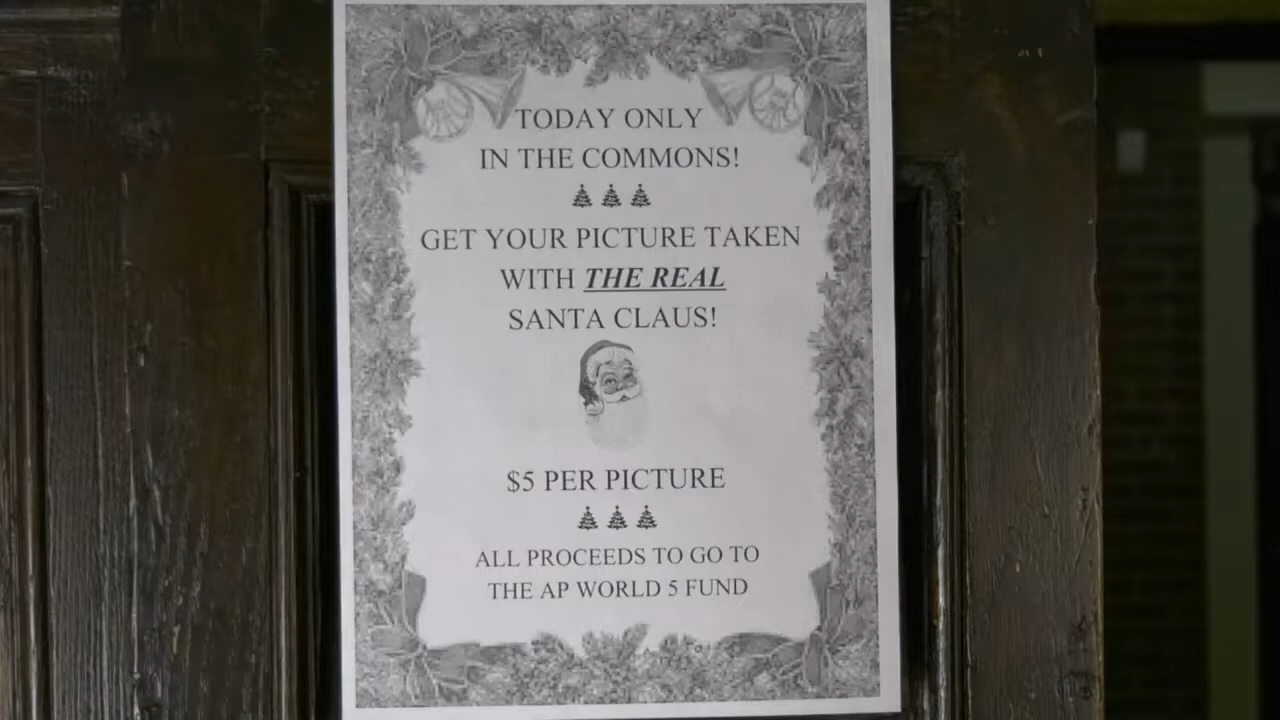 TODAY ONLY
IN THE COMMONS!
GET YOUR PICTURE TAKEN
WITH THE REAL
SANTA CLAUS!
$5 PER PICTURE
ALL PROCEEDS TO GO TO
THE AP WORLD 5 FUND